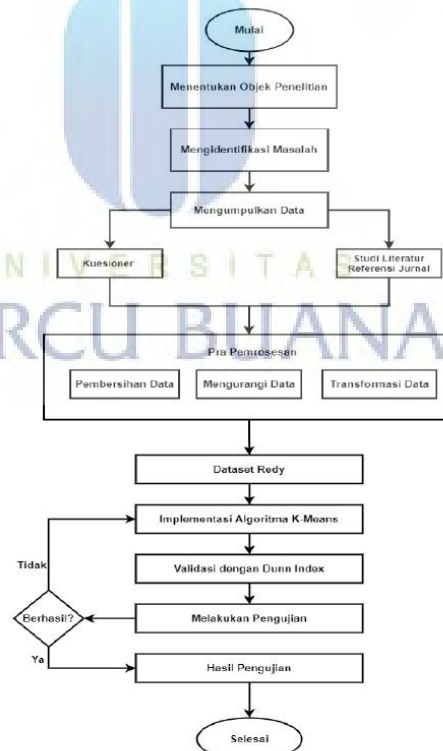 Mulai
Menentukan Objek Penelitian
Mengidentifikasi Masalah
Mengumpulkan Data
Kuesioner
Studi Literatur
Referensi Jurnal
NIVERSITAS
RCU BUANA
Pra Pemrosesan
Pembersihan Data
Mengurangi Data
Transformasi Data
Dataset Redy
Implementasi Algoritma K-Means
Validasi dengan Dunn Index
Tidak
Berhasil?
Melakukan Pengujian
Ya
Hasil Pengujian
Selesai